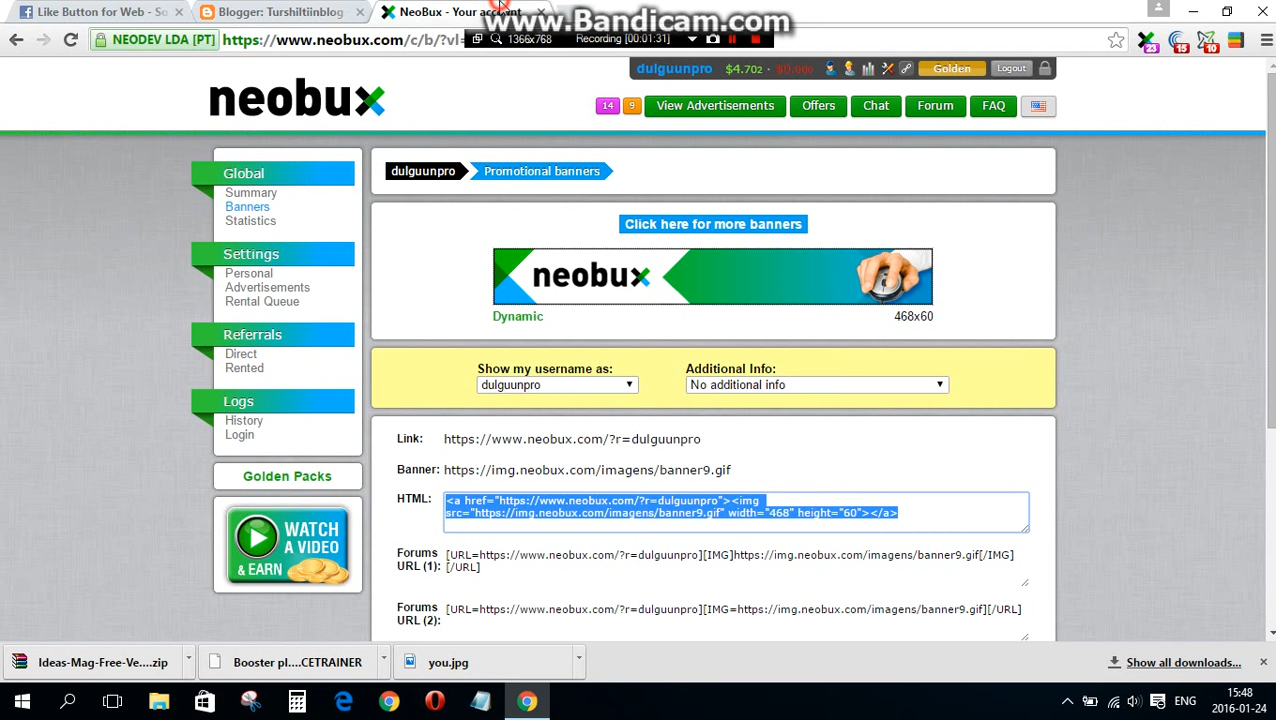 Like Button for Web - So
Blogger: Turshiltiinblog
NeoBux - Your account
www.Bandicam.com
NEODEV LDA [PT]
https://www.neobux.com/c/b/?vl=
1366x768
Recording [00:01:31]
23
15
10
dulguunpro
$4.702 · $0.000
Golden
Logout
neobux
14
9
View Advertisements
Offers
Chat
Forum
FAQ
Global
Summary
Banners
Statistics
Settings
Personal
Advertisements
Rental Queue
Referrals
Direct
Rented
Logs
History
Login
Golden Packs
WATCH
A VIDEO
& EARN
dulguunpro
Promotional banners
Click here for more banners
neobux
Dynamic
468x60
Show my username as:
dulguunpro
Additional Info:
No additional info
Link: https://www.neobux.com/?r=dulguunpro
Banner: https://img.neobux.com/imagens/banner9.gif
HTML: <a href="https://www.neobux.com/?r=dulguunpro"><img
src="https://img.neobux.com/imagens/banner9.gif" width="468" height="60"></a>
Forums URL (1):
[URL=https://www.neobux.com/?r=dulguunpro][IMG]https://img.neobux.com/imagens/banner9.gif[/IMG]
[/URL]
Forums URL (2):
[URL=https://www.neobux.com/?r=dulguunpro][IMG=https://img.neobux.com/imagens/banner9.gif][/URL]
Ideas-Mag-Free-Ve....zip
Booster pl....CETRAINER
you.jpg
Show all downloads...
ENG
15:48
2016-01-24